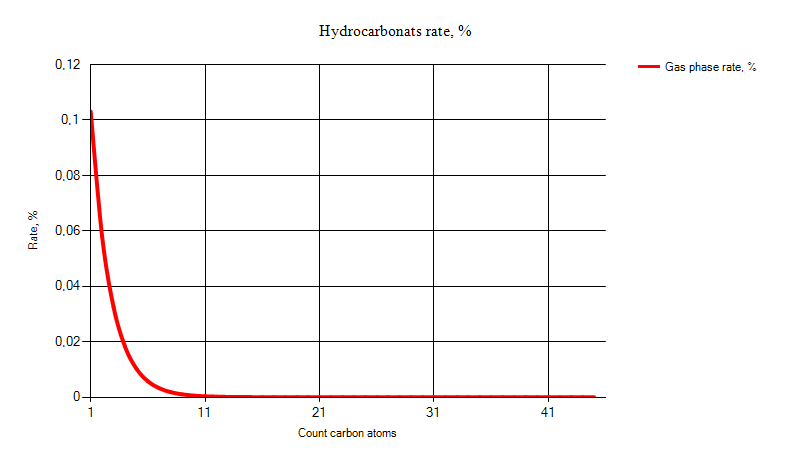 Hydrocarbonats rate, %
Gas phase rate, %
0,12
0,1
0,08
0,06
0,04
0,02
0
Rate, %
1 11 21 31 41
Count carbon atoms